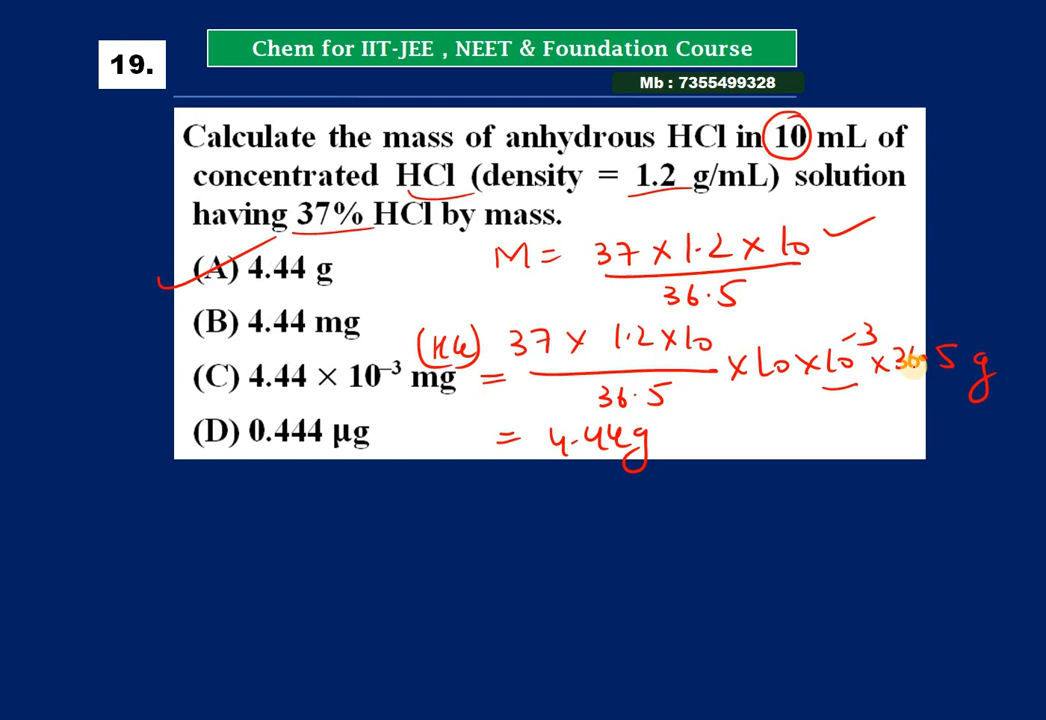 19.
Chem for IIT-JEE , NEET & Foundation Course
Mb : 7355499328
Calculate the mass of anhydrous HCl in 10 mL of
concentrated HCl (density = 1.2 g/mL) solution
having 37% HCl by mass.
M = 37 × 1.2 × 10
36.5
(A) 4.44 g
(B) 4.44 mg
37 × 1.2 × 10
36.5
× 10 × 10⁻³ × 36.5 g
(C) 4.44 × 10⁻³ mg =
(D) 0.444 μg
= 4.44g